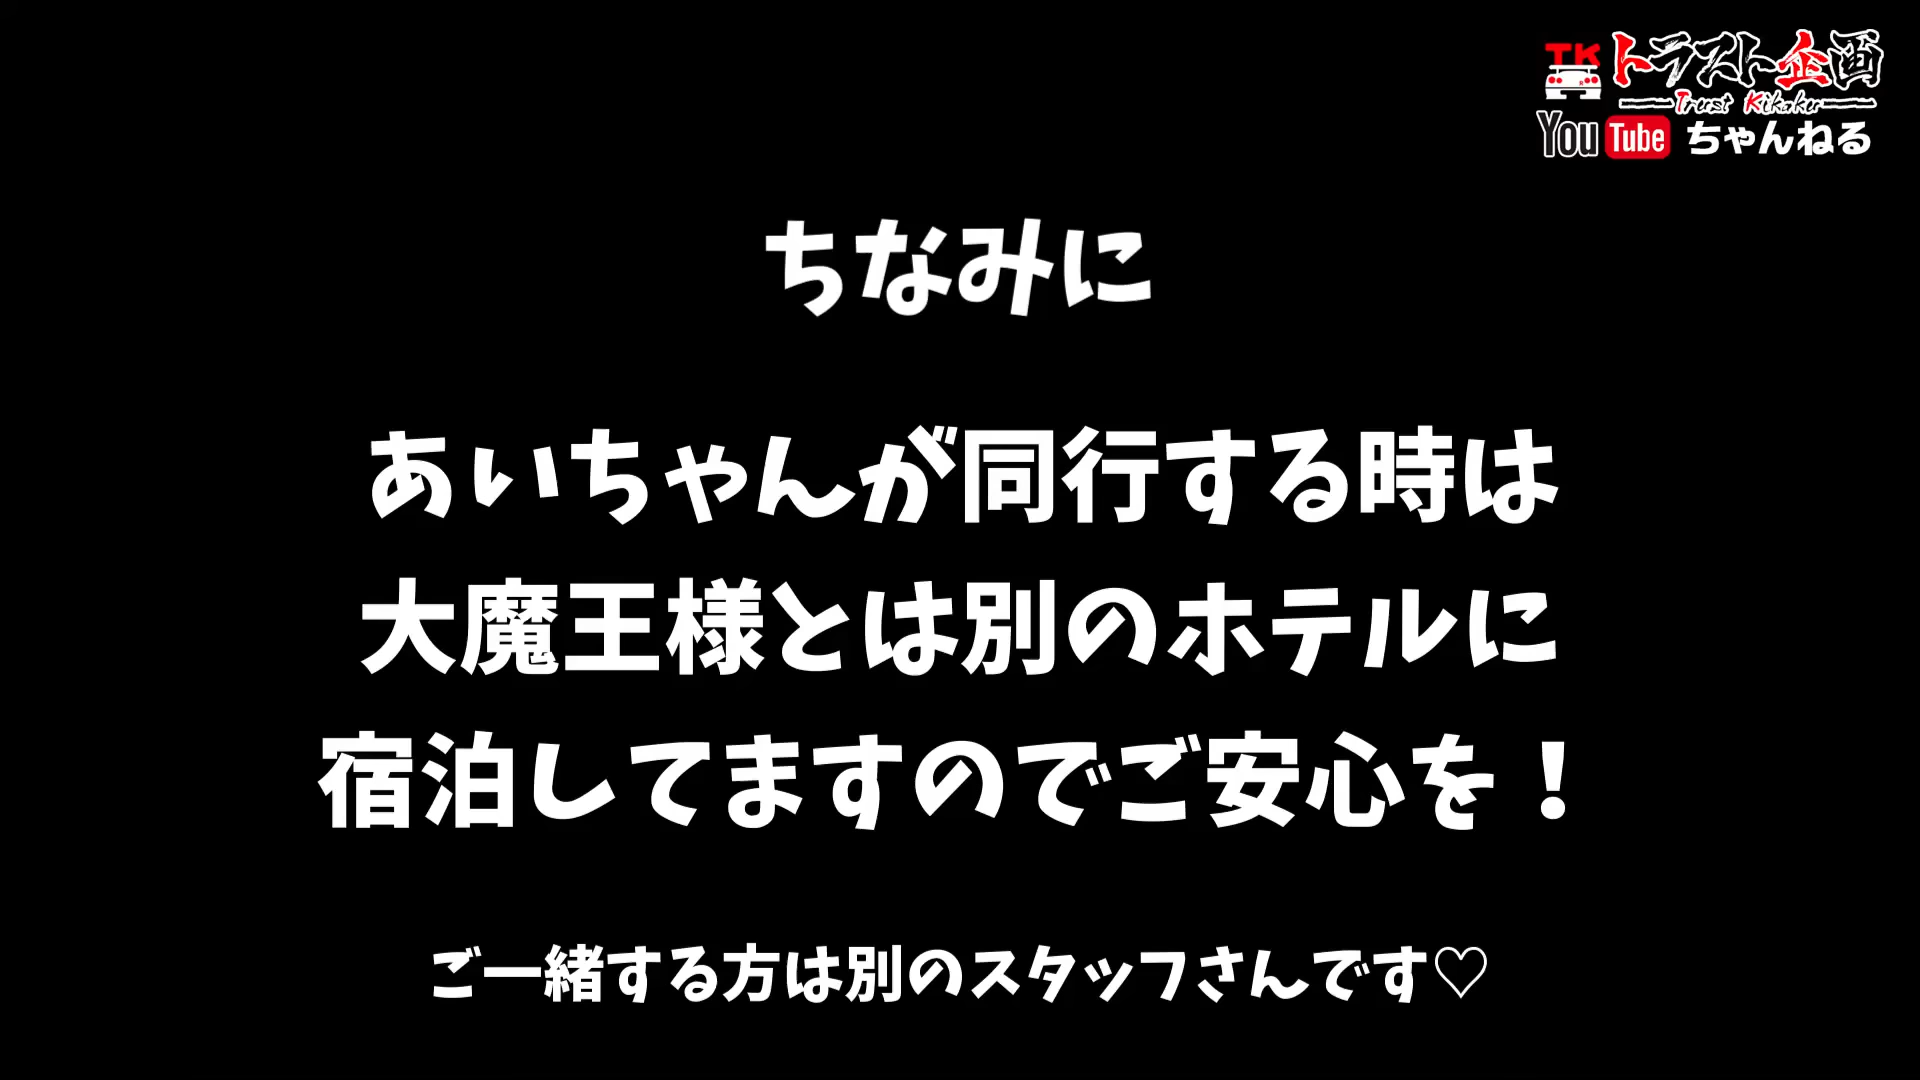 TK トラスト企画
Trust Kikaku
YouTube ちゃんねる
ちなみに
あいちゃんが同行する時は
大魔王様とは別のホテルに
宿泊してますのでご安心を！
ご一緒する方は別のスタッフさんです♡